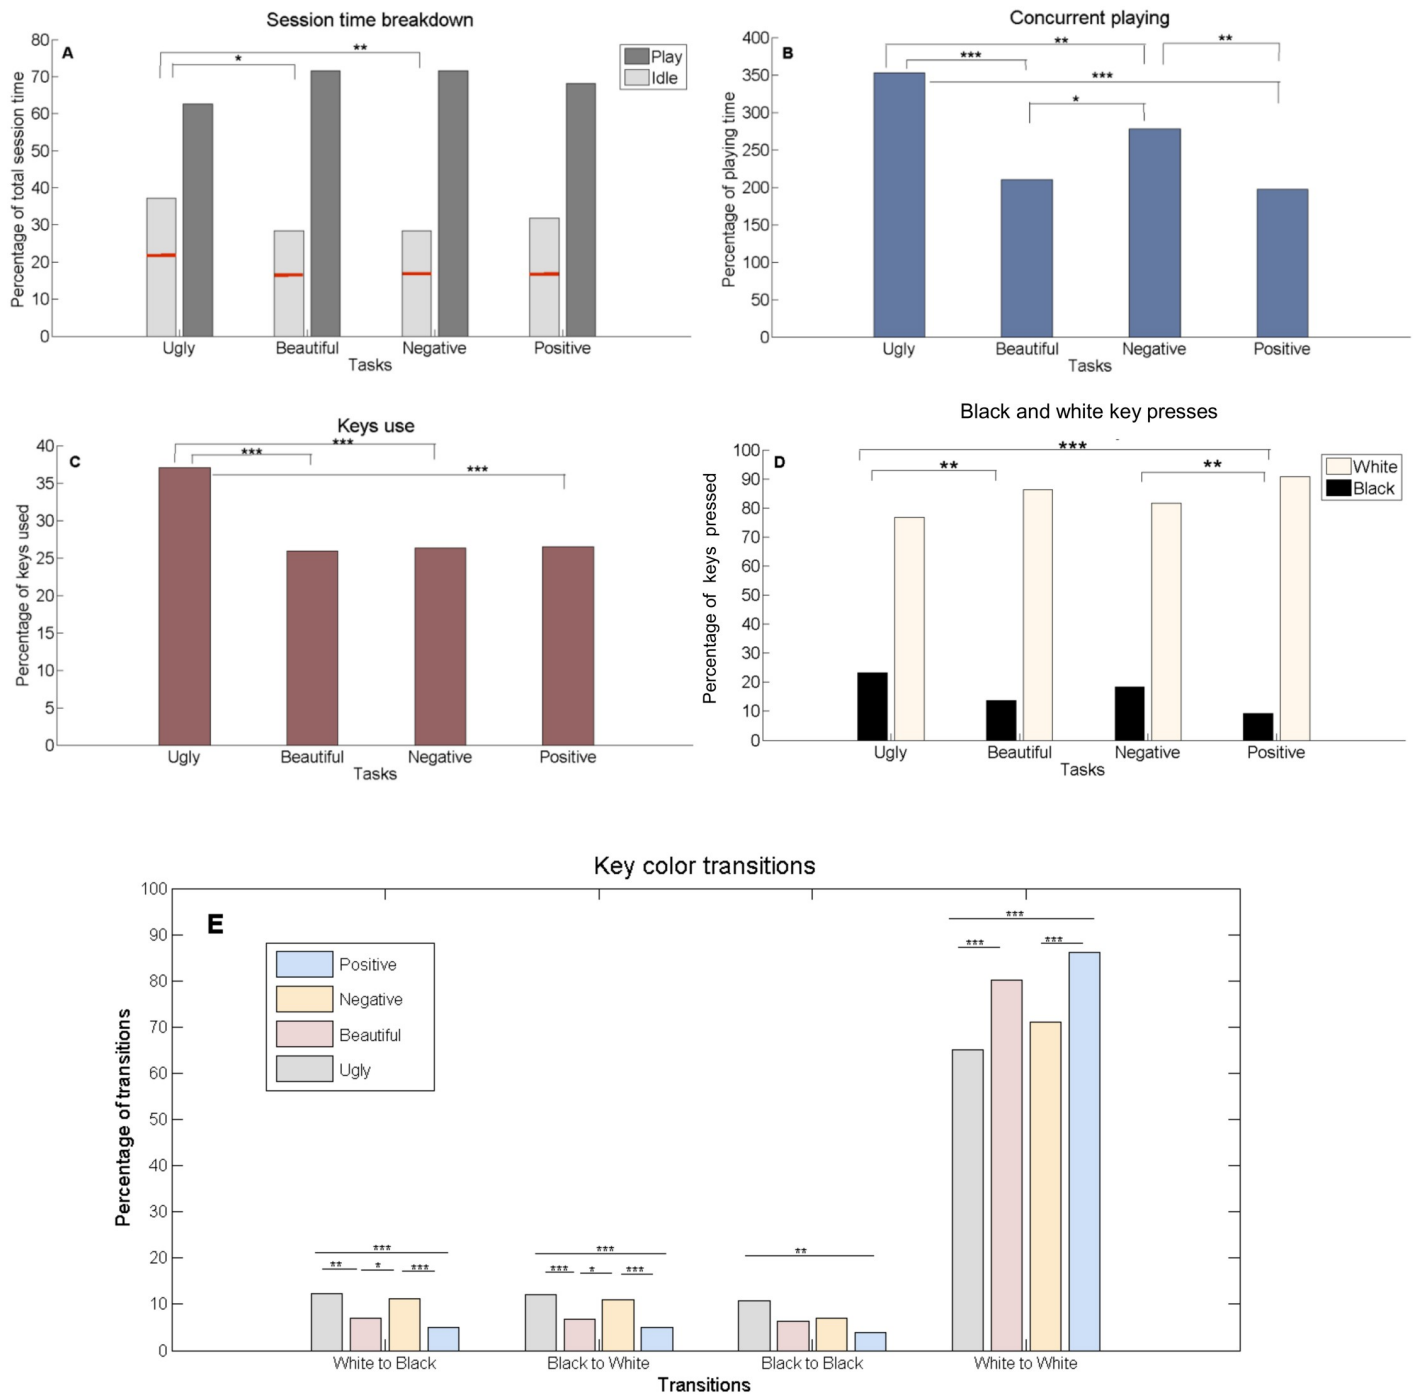 Session time breakdown
A
Play
Idle
**
*
Percentage of total session time
80
70
60
50
40
30
20
10
0
Ugly Beautiful Negative Positive
Tasks
Concurrent playing
B
**
**
***
***
*
Percentage of playing time
400
350
300
250
200
150
100
50
0
Ugly Beautiful Negative Positive
Tasks
Keys use
C
***
***
***
Percentage of keys used
40
35
30
25
20
15
10
5
0
Ugly Beautiful Negative Positive
Tasks
Black and white key presses
D
White
Black
***
**
**
Percentage of keys pressed
100
90
80
70
60
50
40
30
20
10
0
Ugly Beautiful Negative Positive
Tasks
Key color transitions
E
Positive
Negative
Beautiful
Ugly
Percentage of transitions
100
90
80
70
60
50
40
30
20
10
0
***
** * ***
***
*** * ***
**
***
*** ***
White to Black Black to White Black to Black White to White
Transitions